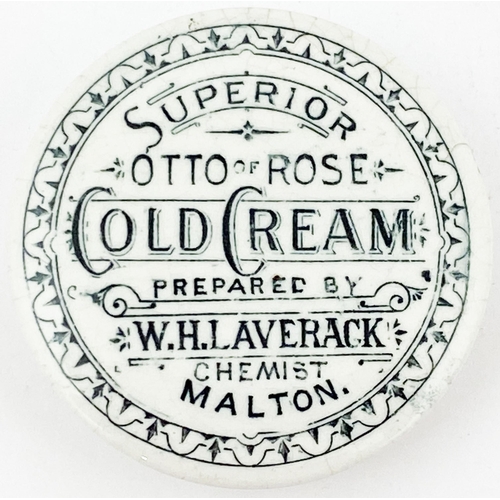 SUPERIOR
OTTO OF ROSE
COLD CREAM
PREPARED BY
W.H.LAVERACK
CHEMIST
MALTON.